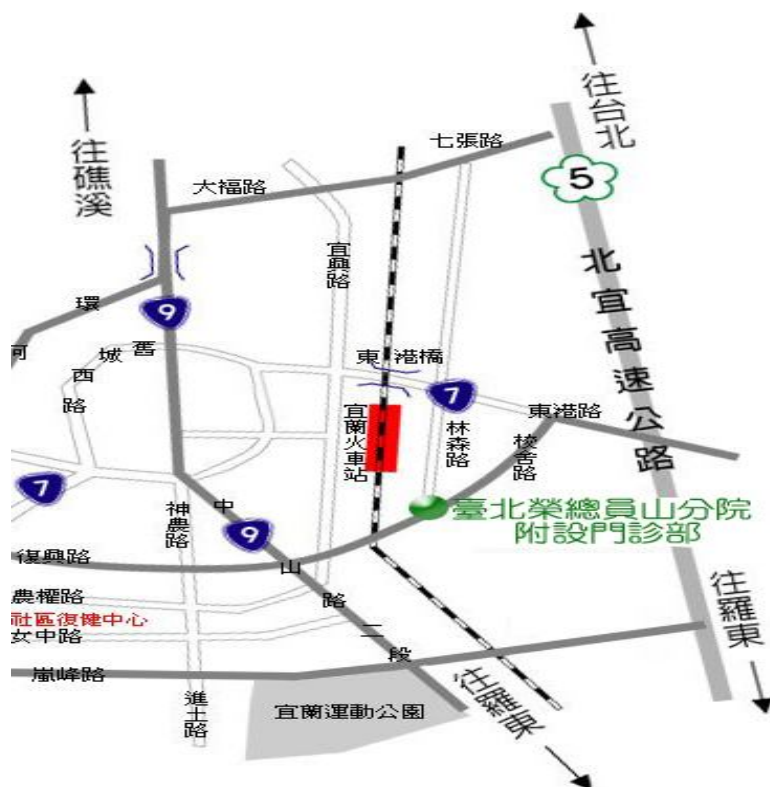 往台北
往礁溪
七張路
大福路
5
北宜高速公路
宜興路
環
9
河
舊城西路
東港橋
7
東港路
宜蘭火車站
林森路
校舍路
7
神農路
中山路二段
9
臺北榮總員山分院
附設門診部
復興路
農權路
社區復健中心
女中路
嵐峰路
進士路
宜蘭運動公園
往羅東
往羅東